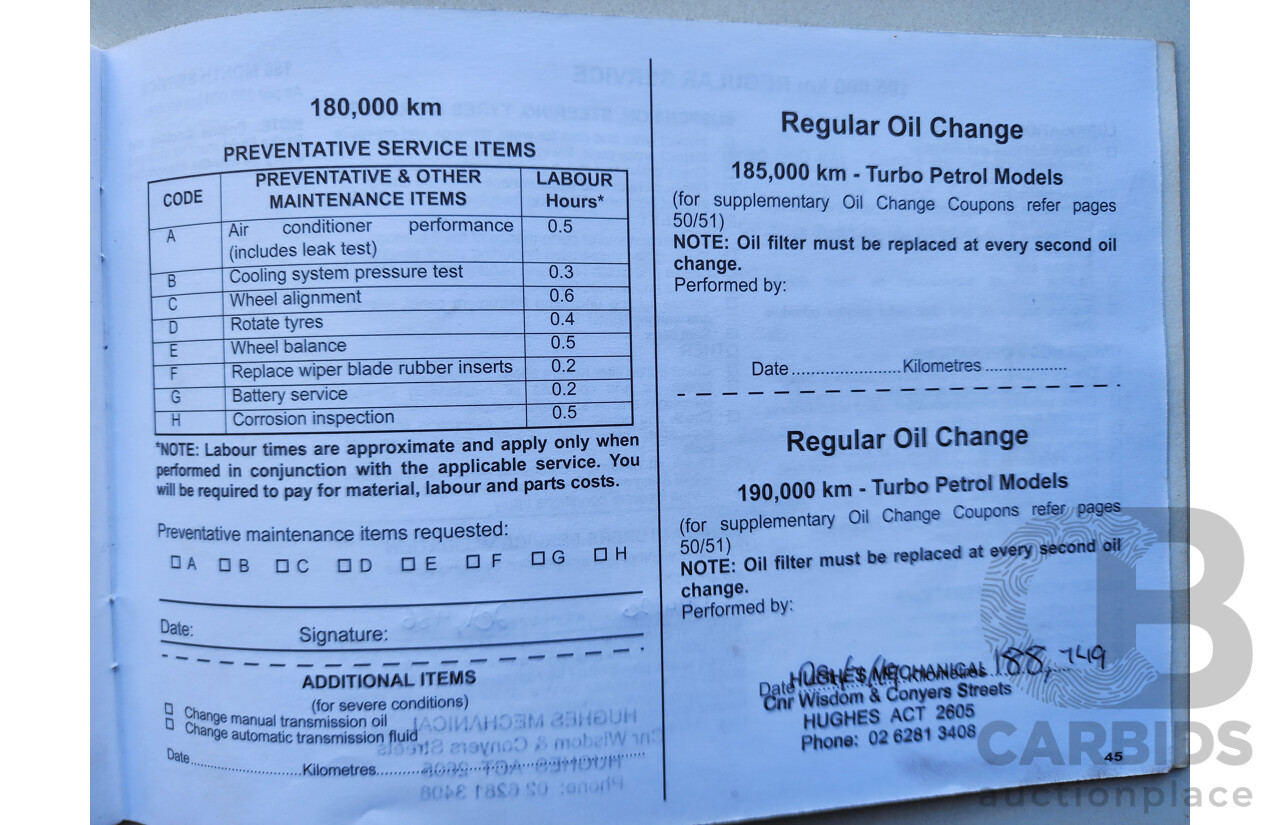 180,000 km
PREVENTATIVE SERVICE ITEMS
CODE PREVENTATIVE & OTHER MAINTENANCE ITEMS LABOUR Hours*
A Air conditioner performance (includes leak test) 0.5
B Cooling system pressure test 0.3
C Wheel alignment 0.6
D Rotate tyres 0.4
E Wheel balance 0.5
F Replace wiper blade rubber inserts 0.2
G Battery service 0.2
H Corrosion inspection 0.5
*NOTE: Labour times are approximate and apply only when
performed in conjunction with the applicable service. You
will be required to pay for material, labour and parts costs.
Preventative maintenance items requested:
A B C D E F G H
Date: Signature:
ADDITIONAL ITEMS
(for severe conditions)
Change manual transmission oil
Change automatic transmission fluid
Date..............................Kilometres..............................
Regular Oil Change
185,000 km - Turbo Petrol Models
(for supplementary Oil Change Coupons refer pages
50/51)
NOTE: Oil filter must be replaced at every second oil
change.
Performed by:
Date.......................Kilometres.................
Regular Oil Change
190,000 km - Turbo Petrol Models
(for supplementary Oil Change Coupons refer pages
50/51)
NOTE: Oil filter must be replaced at every second oil
change.
Performed by:
188,749
HUGHES MECHANICAL
Date Kilometres
Cnr Wisdom & Conyers Streets
HUGHES ACT 2605
Phone: 02 6281 3408
45
CB
CARBIDS
auctionplace